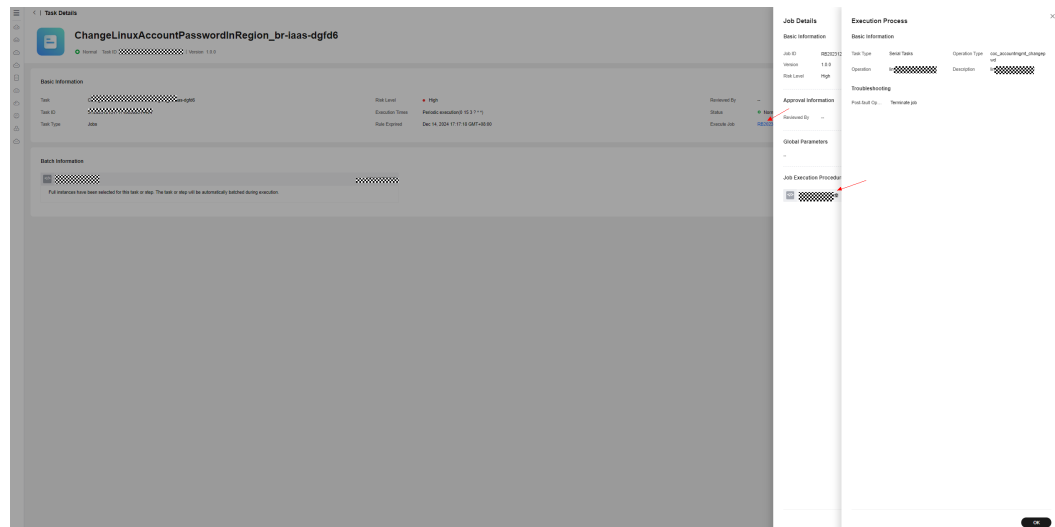 Task Details
ChangeLinuxAccountPasswordInRegion_br-iaas-dgfd6
Normal Task ID Version 1.0.0
Basic Information
Task
Risk Level High
Reviewed By --
Task ID
Execution Times Periodic execution(0 15 3 ? * *)
Status
Task Type Jobs
Rule Expired Dec 14, 2024 17:17:18 GMT+08:00
Execute Job RB2023
Batch Information
Full instances have been selected for this task or step. The task or step will be automatically batched during execution.
Job Details
Basic Information
Job ID RB202312
Version 1.0.0
Risk Level High
Approval Information
Reviewed By --
Global Parameters
--
Job Execution Procedur
Execution Process
Basic Information
Task Type Serial Tasks
Operation Type soc_accountmgmt_changep
wd
Operation
Description
Troubleshooting
Post-fault Op... Terminate job
OK